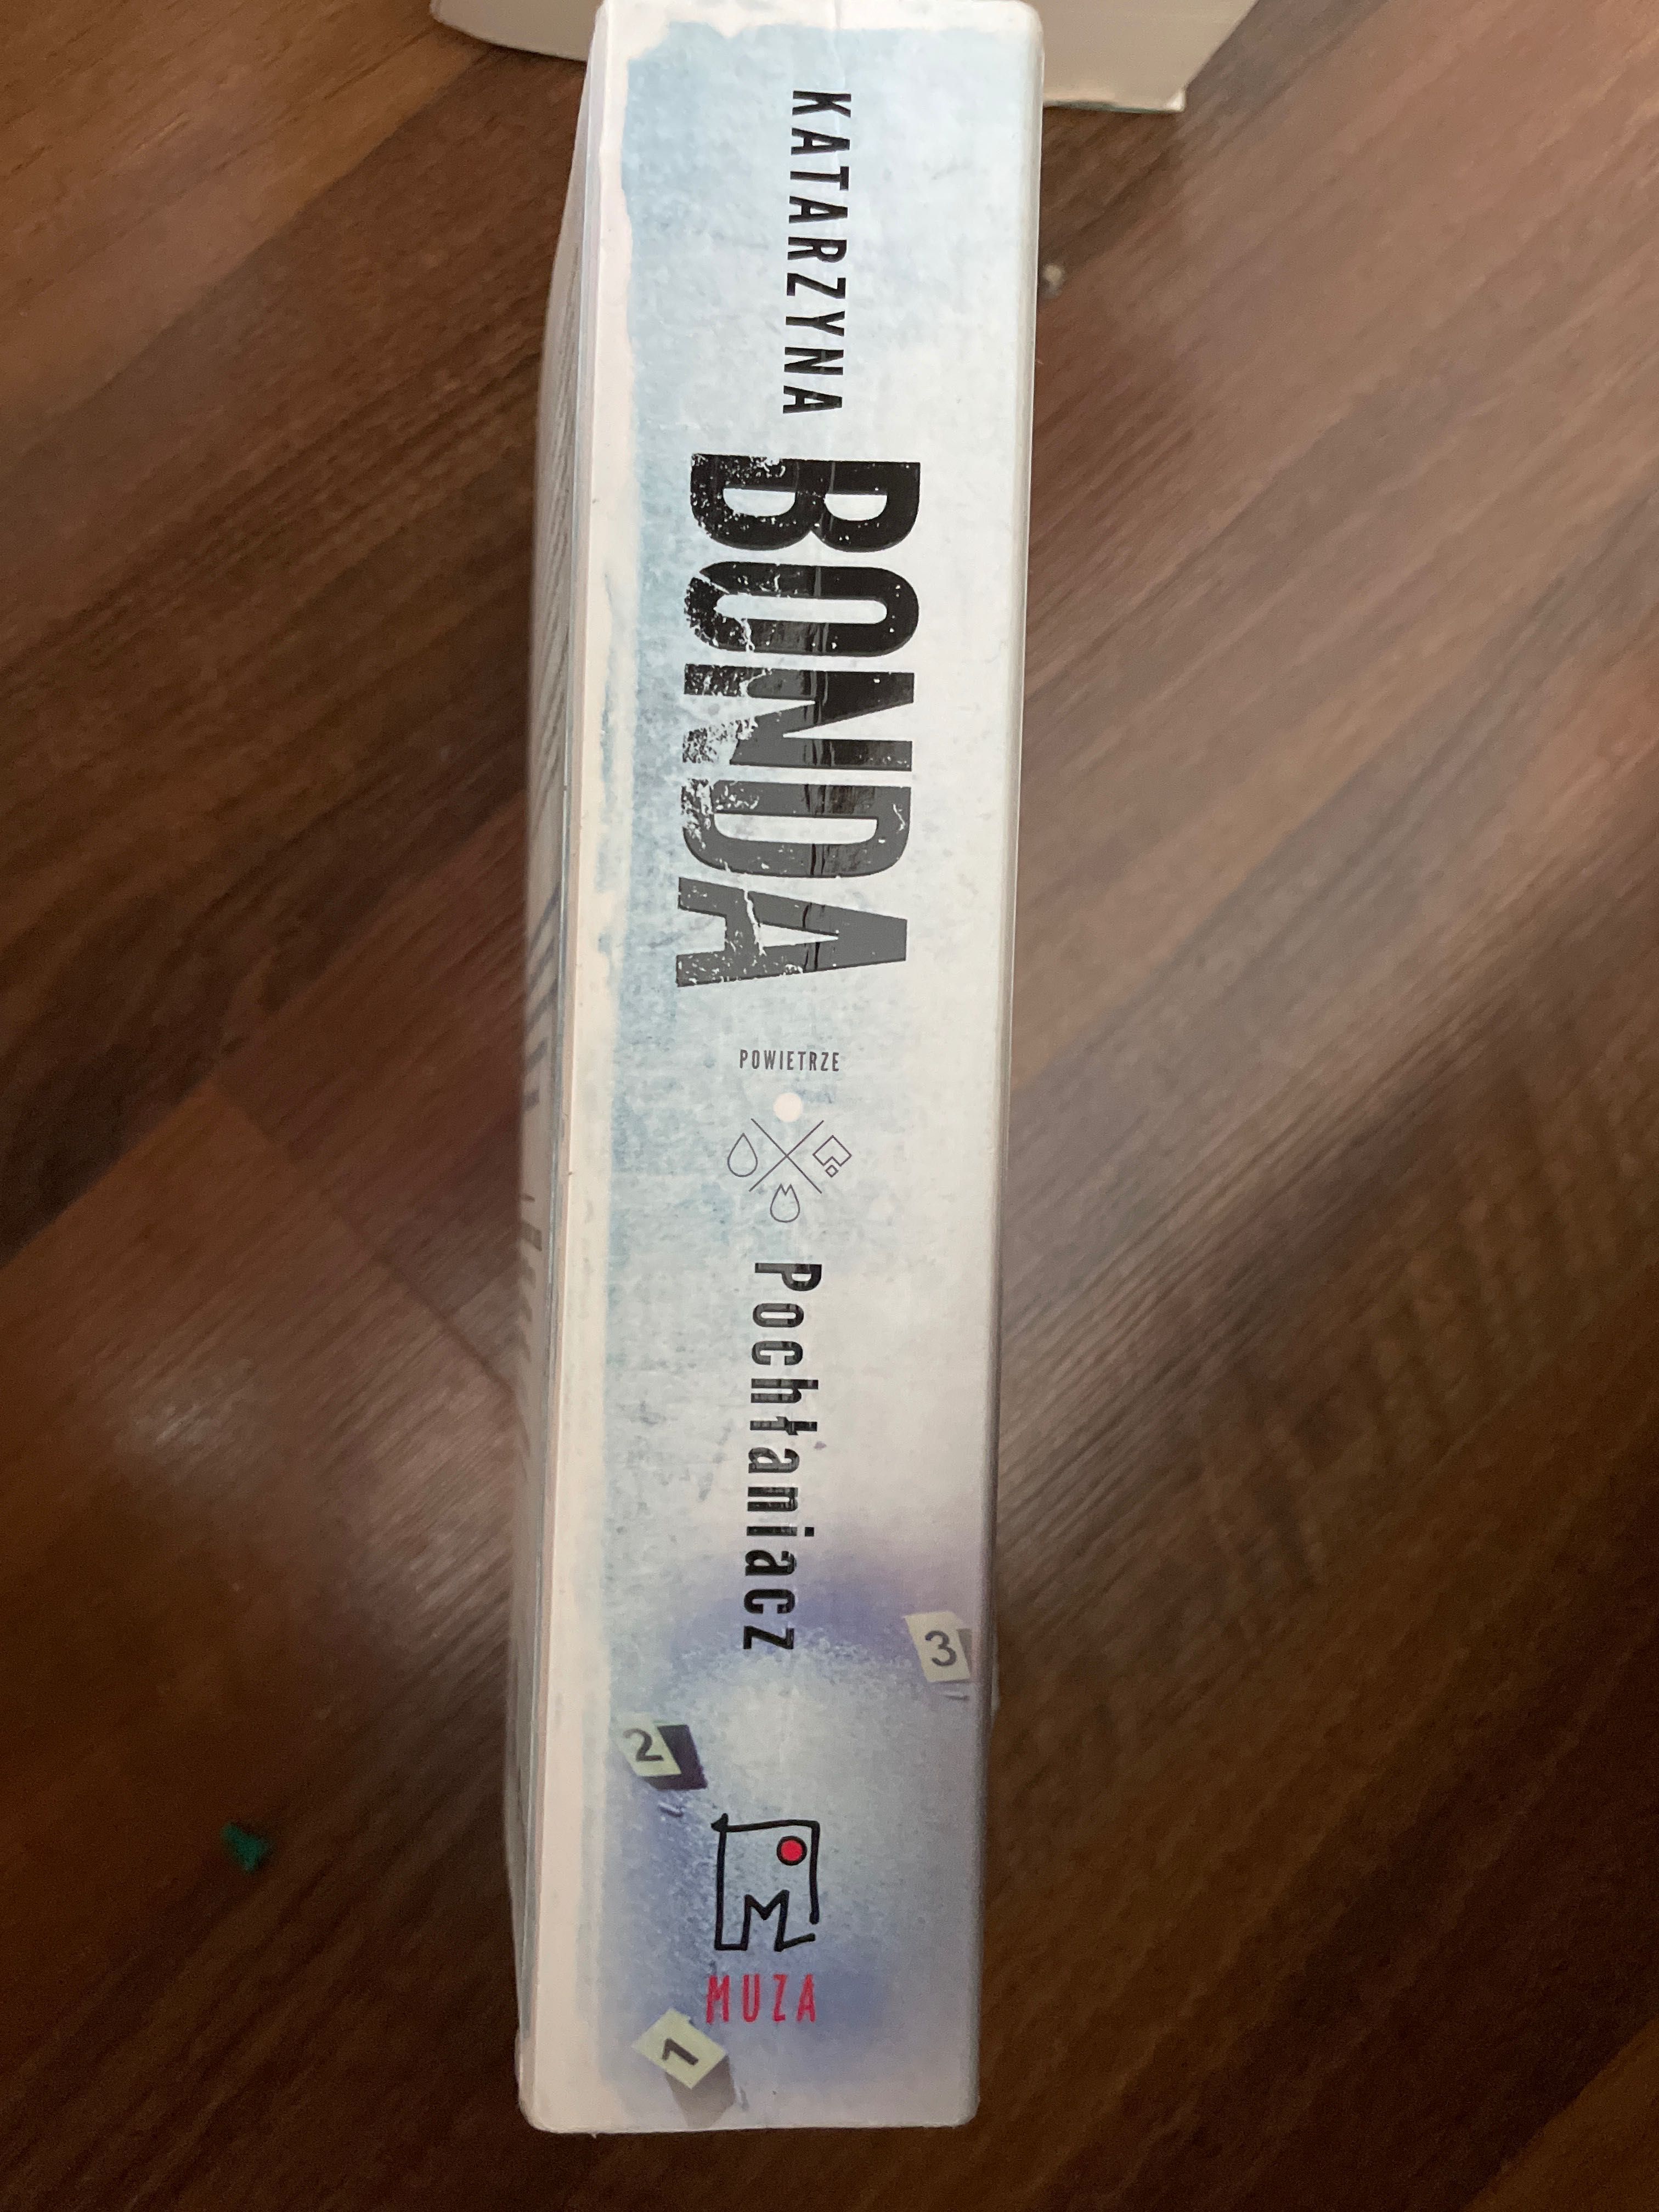 KATARZYNA
BONDA
POWIETRZE
Pochłaniacz
3
2
MUZA
1